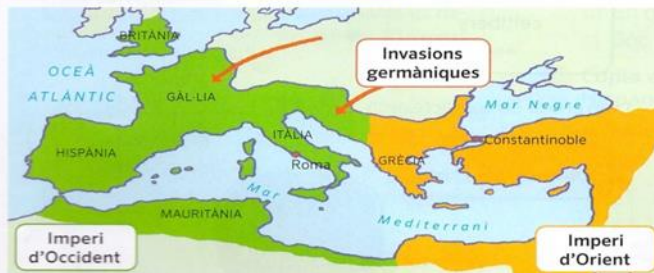 BRITÀNIA
Invasions
germàniques
OCEÀ
ATLÀNTIC
GÀL·LIA
Mar Negre
ITÀLIA
Constantinoble
HISPÀNIA
Roma
GRÈCIA
Mar
MAURITÀNIA
Mediterrani
Imperi
d'Occident
Imperi
d'Orient